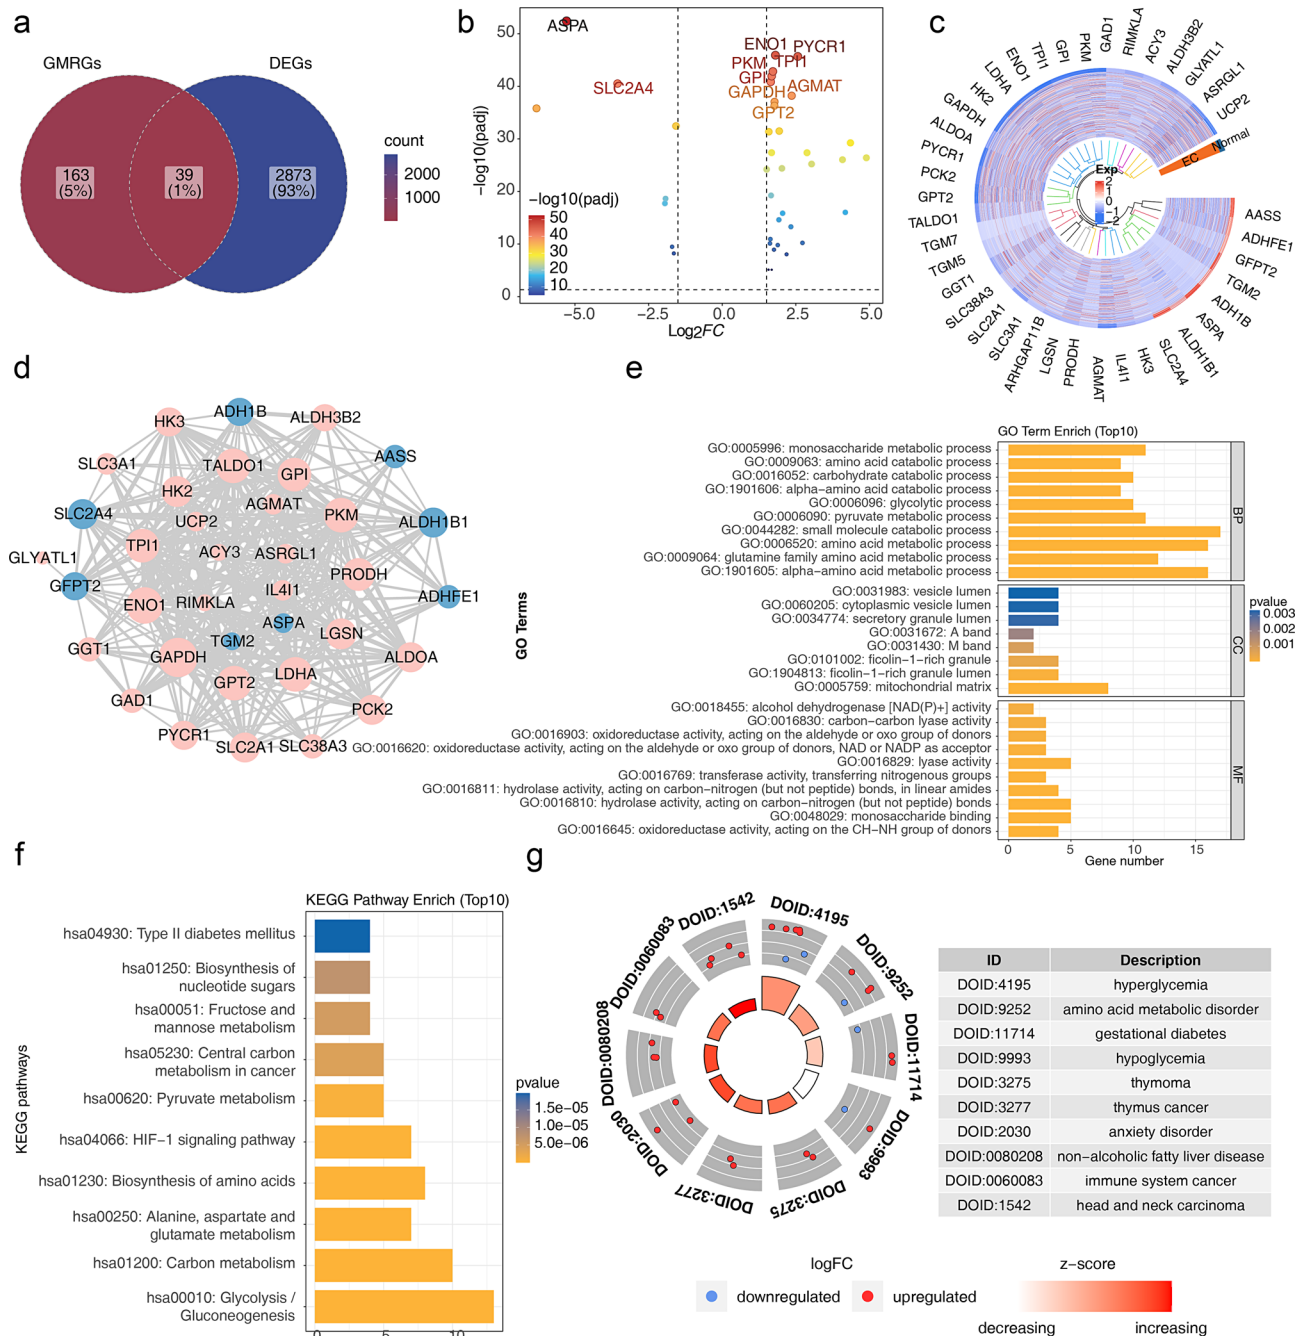 a
GMRGs
DEGs
163
(5%)
39
(1%)
2873
(93%)
count
2000
1000
b
−log10(padj)
50
40
30
20
10
0
ASPA
SLC2A4
ENO1
PYCR1
PKM
TPI1
GPI
GAPDH
AGMAT
GPT2
−log10(padj)
50
40
30
20
10
−5.0
−2.5
0.0
2.5
5.0
Log2FC
c
GAD1
RIMKLA
ACY3
ALDH3B2
GLYATL1
ASRGL1
UCP2
Normal
EC
AASS
ADHFE1
GFPT2
TGM2
ADH1B
ASPA
ALDH1B1
SLC2A4
HK3
IL4I1
AGMAT
PRODH
LGSN
ARHGAP11B
SLC3A1
SLC2A1
SLC38A3
GGT1
TGM5
TGM7
TALDO1
GPT2
PCK2
PYCR1
ALDOA
GAPDH
HK2
LDHA
ENO1
TPI1
GPI
PKM
Exp
2
1
0
−1
−2
d
HK3
ADH1B
ALDH3B2
SLC3A1
TALDO1
GPI
AASS
HK2
AGMAT
SLC2A4
UCP2
PKM
ALDH1B1
GLYATL1
TPI1
ACY3
ASRGL1
GFPT2
PRODH
ENO1
RIMKLA
IL4I1
ADHFE1
ASPA
TGM2
LGSN
GGT1
GAPDH
ALDOA
GPT2
LDHA
GAD1
PCK2
PYCR1
SLC2A1
SLC38A3
e
GO Term Enrich (Top10)
GO Terms
GO:0005996: monosaccharide metabolic process
GO:0009063: amino acid catabolic process
GO:0016052: carbohydrate catabolic process
GO:1901606: alpha−amino acid catabolic process
GO:0006096: glycolytic process
GO:0006090: pyruvate metabolic process
GO:0044282: small molecule catabolic process
GO:0006520: amino acid metabolic process
GO:0009064: glutamine family amino acid metabolic process
GO:1901605: alpha−amino acid metabolic process
BP
GO:0031983: vesicle lumen
GO:0060205: cytoplasmic vesicle lumen
GO:0034774: secretory granule lumen
GO:0031672: A band
GO:0031430: M band
GO:0101002: ficolin−1−rich granule
GO:1904813: ficolin−1−rich granule lumen
GO:0005759: mitochondrial matrix
CC
GO:0018455: alcohol dehydrogenase [NAD(P)+] activity
GO:0016830: carbon−carbon lyase activity
GO:0016903: oxidoreductase activity, acting on the aldehyde or oxo group of donors
GO:0016620: oxidoreductase activity, acting on the aldehyde or oxo group of donors, NAD or NADP as acceptor
GO:0016829: lyase activity
GO:0016769: transferase activity, transferring nitrogenous groups
GO:0016811: hydrolase activity, acting on carbon−nitrogen (but not peptide) bonds, in linear amides
GO:0016810: hydrolase activity, acting on carbon−nitrogen (but not peptide) bonds
GO:0048029: monosaccharide binding
GO:0016645: oxidoreductase activity, acting on the CH−NH group of donors
MF
0
5
10
15
Gene number
pvalue
0.003
0.002
0.001
f
KEGG Pathway Enrich (Top10)
KEGG pathways
hsa04930: Type II diabetes mellitus
hsa01250: Biosynthesis of
nucleotide sugars
hsa00051: Fructose and
mannose metabolism
hsa05230: Central carbon
metabolism in cancer
hsa00620: Pyruvate metabolism
hsa04066: HIF−1 signaling pathway
hsa01230: Biosynthesis of amino acids
hsa00250: Alanine, aspartate and
glutamate metabolism
hsa01200: Carbon metabolism
hsa00010: Glycolysis /
Gluconeogenesis
0
5
10
pvalue
1.5e−05
1.0e−05
5.0e−06
g
DOID:4195
DOID:9252
DOID:11714
DOID:9993
DOID:3275
DOID:3277
DOID:2030
DOID:0080208
DOID:0060083
DOID:1542
ID Description
DOID:4195 hyperglycemia
DOID:9252 amino acid metabolic disorder
DOID:11714 gestational diabetes
DOID:9993 hypoglycemia
DOID:3275 thymoma
DOID:3277 thymus cancer
DOID:2030 anxiety disorder
DOID:0080208 non−alcoholic fatty liver disease
DOID:0060083 immune system cancer
DOID:1542 head and neck carcinoma
logFC
downregulated
upregulated
z−score
decreasing
increasing